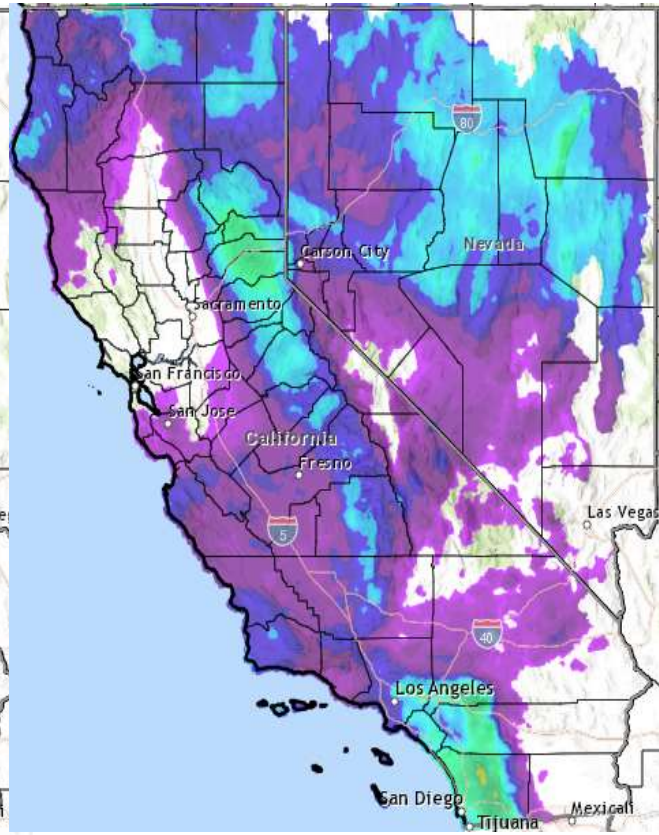 80
Nevada
Carson City
Sacramento
San Francisco
San Jose
California
Fresno
5
Las Vegas
40
Los Angeles
San Diego
Tijuana
Mexicali